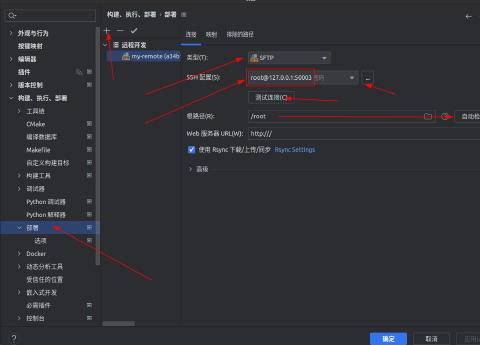 构建、执行、部署 › 部署
外观与行为
按键映射
编辑器
插件
版本控制
构建、执行、部署
工具链
CMake
编译数据库
Makefile
自定义构建目标
构建工具
调试器
Python 调试器
Python 解释器
部署
选项
Docker
动态分析工具
受信任的位置
嵌入式开发
必需插件
控制台
?
远程开发
my-remote (a34b
连接 映射 排除的路径
类型(T): SFTP
SSH 配置(S): root@127.0.0.1:50003 密码 ...
测试连接(C)
根路径(R): /root 自动检
Web 服务器 URL(W): http:///
使用 Rsync 下载/上传/同步 Rsync Settings
高级
确定 取消